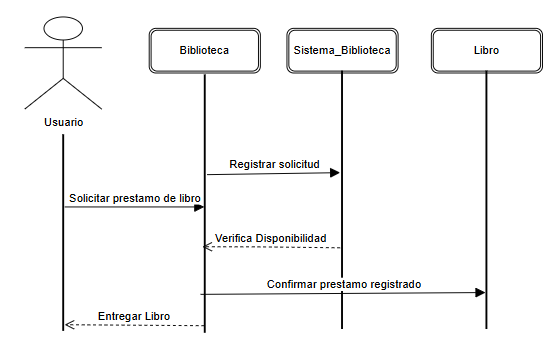 Biblioteca
Sistema_Biblioteca
Libro
Usuario
Registrar solicitud
Solicitar prestamo de libro
Verifica Disponibilidad
Confirmar prestamo registrado
Entregar Libro